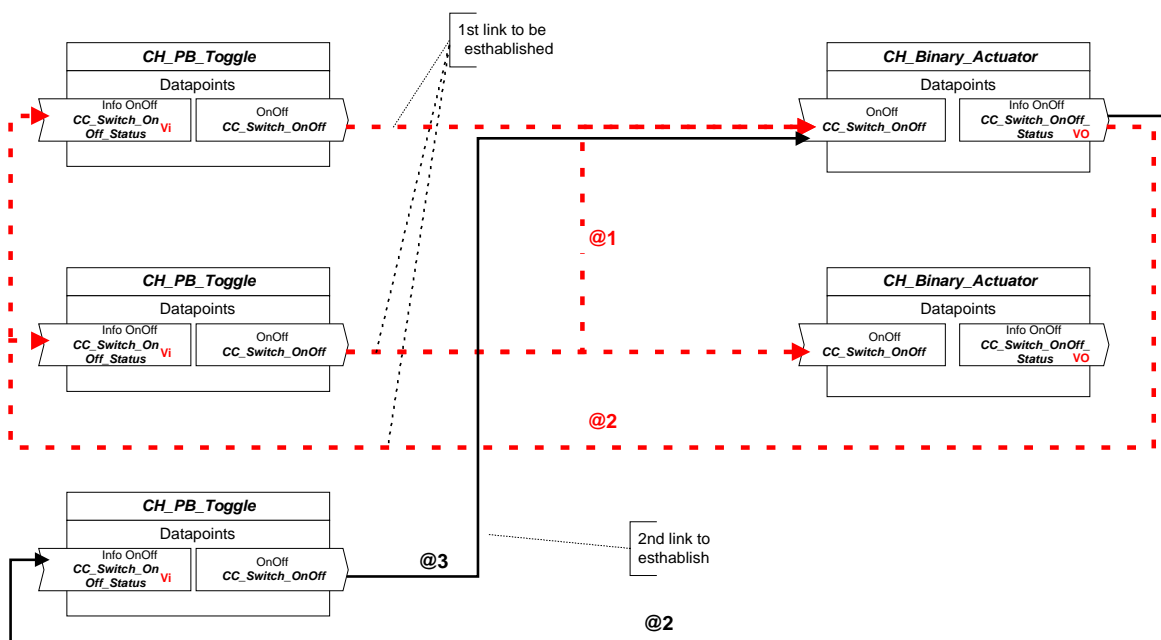 1st link to be
esthablished
CH_PB_Toggle
Datapoints
Info OnOff
CC_Switch_On
Off_Status Vi
OnOff
CC_Switch_OnOff
CH_Binary_Actuator
Datapoints
OnOff
CC_Switch_OnOff
Info OnOff
CC_Switch_OnOff_
Status VO
@1
CH_PB_Toggle
Datapoints
Info OnOff
CC_Switch_On
Off_Status Vi
OnOff
CC_Switch_OnOff
CH_Binary_Actuator
Datapoints
OnOff
CC_Switch_OnOff
Info OnOff
CC_Switch_OnOff_
Status VO
@2
CH_PB_Toggle
Datapoints
Info OnOff
CC_Switch_On
Off_Status Vi
OnOff
CC_Switch_OnOff
@3
2nd link to
esthablish
@2